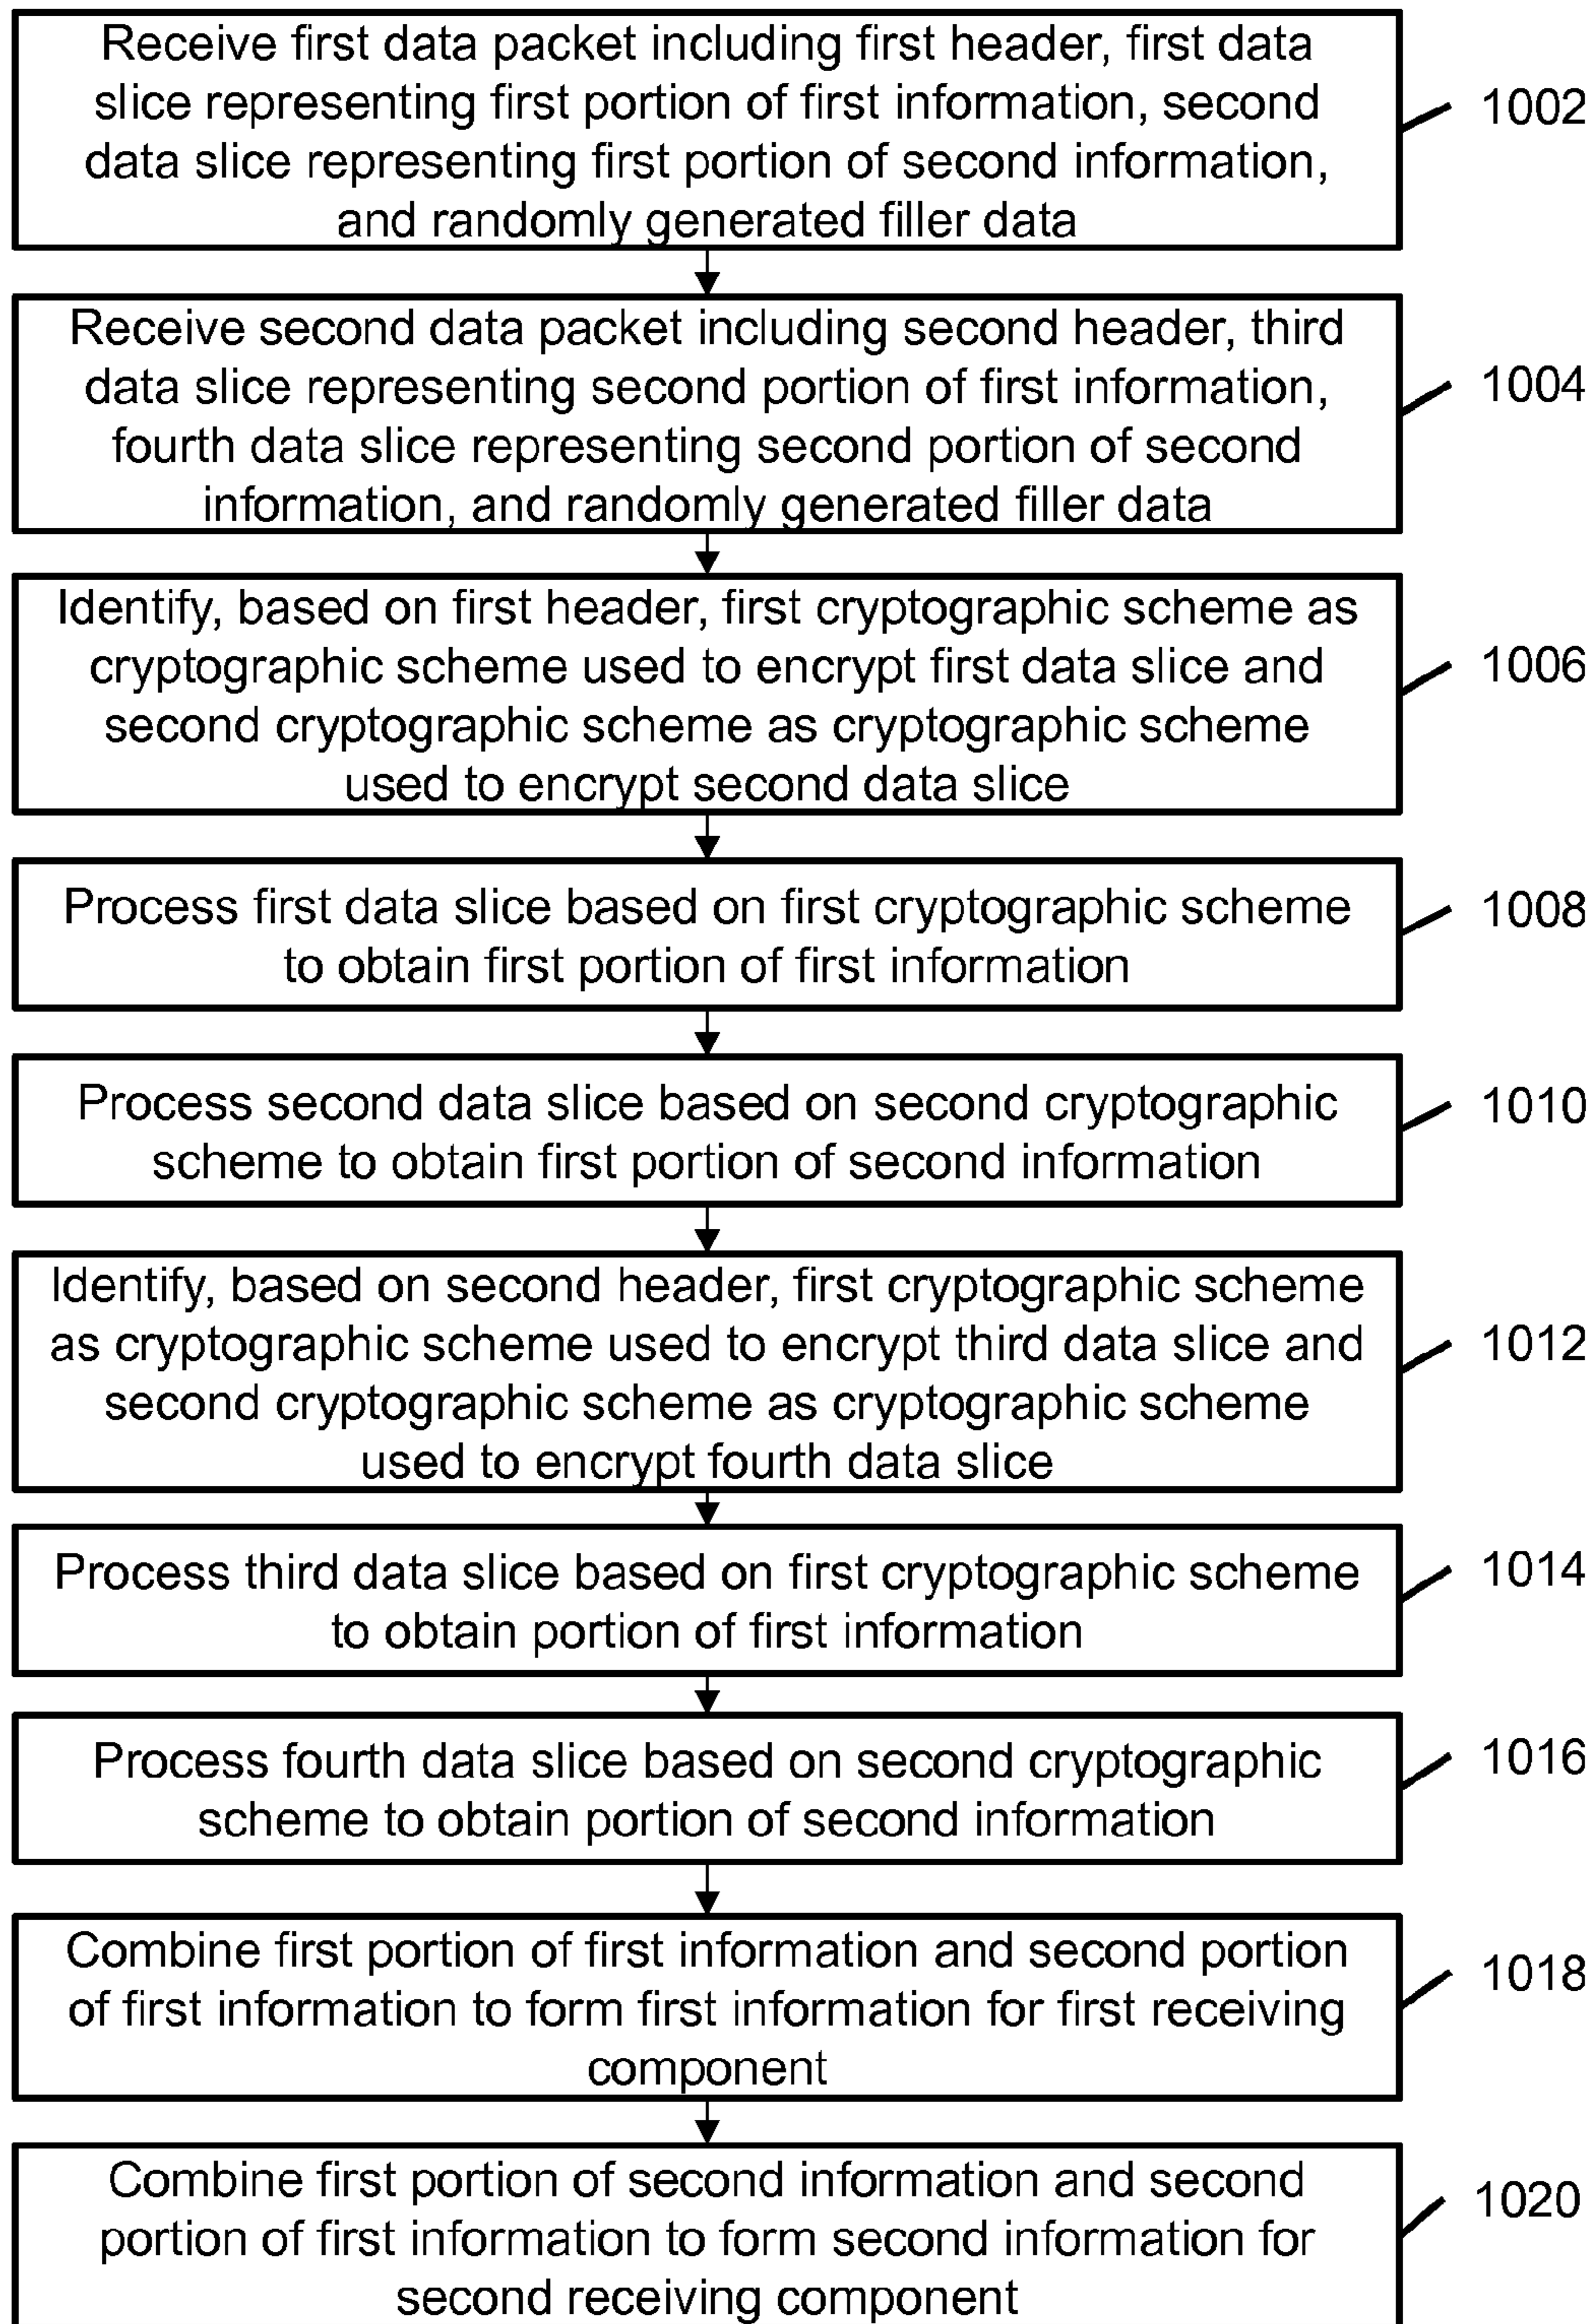 Receive first data packet including first header, first data
slice representing first portion of first information, second
data slice representing first portion of second information,
and randomly generated filler data
1002
Receive second data packet including second header, third
data slice representing second portion of first information,
fourth data slice representing second portion of second
information, and randomly generated filler data
1004
Identify, based on first header, first cryptographic scheme as
cryptographic scheme used to encrypt first data slice and
second cryptographic scheme as cryptographic scheme
used to encrypt second data slice
1006
Process first data slice based on first cryptographic scheme
to obtain first portion of first information
1008
Process second data slice based on second cryptographic
scheme to obtain first portion of second information
1010
Identify, based on second header, first cryptographic scheme
as cryptographic scheme used to encrypt third data slice and
second cryptographic scheme as cryptographic scheme
used to encrypt fourth data slice
1012
Process third data slice based on first cryptographic scheme
to obtain portion of first information
1014
Process fourth data slice based on second cryptographic
scheme to obtain portion of second information
1016
Combine first portion of first information and second portion
of first information to form first information for first receiving
component
1018
Combine first portion of second information and second
portion of first information to form second information for
second receiving component
1020